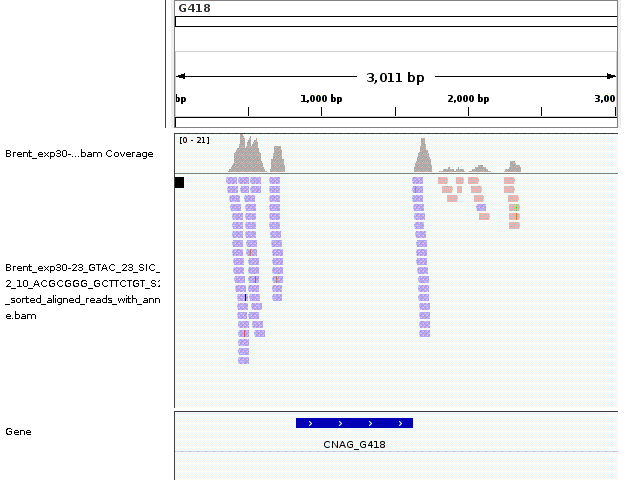 G418
3,011 bp
bp
1,000 bp
2,000 bp
3,00
[0 - 21]
Brent_exp30-...bam Coverage
Brent_exp30-23_GTAC_23_SIC_
2_10_ACGCGGG_GCTTCTGT_S2
_sorted_aligned_reads_with_ann
e.bam
Gene
CNAG_G418